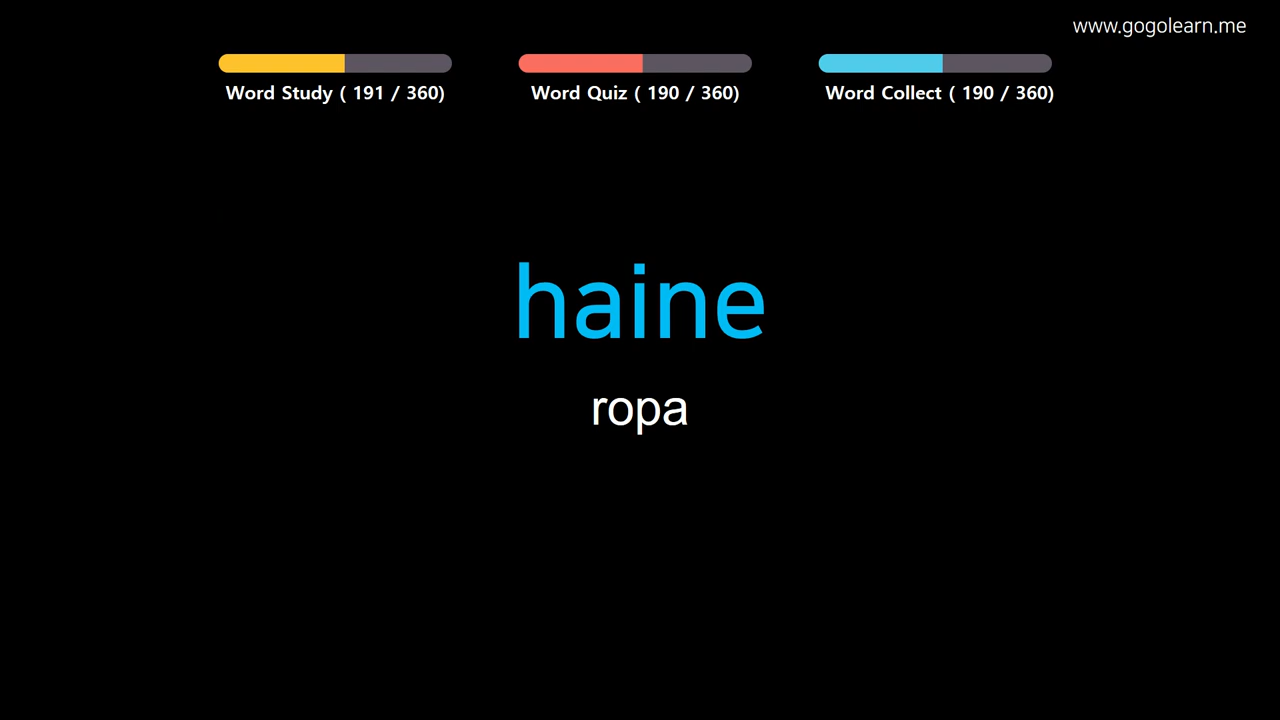 www.gogolearn.me
Word Study ( 191 / 360)
Word Quiz ( 190 / 360)
Word Collect ( 190 / 360)
haine
ropa